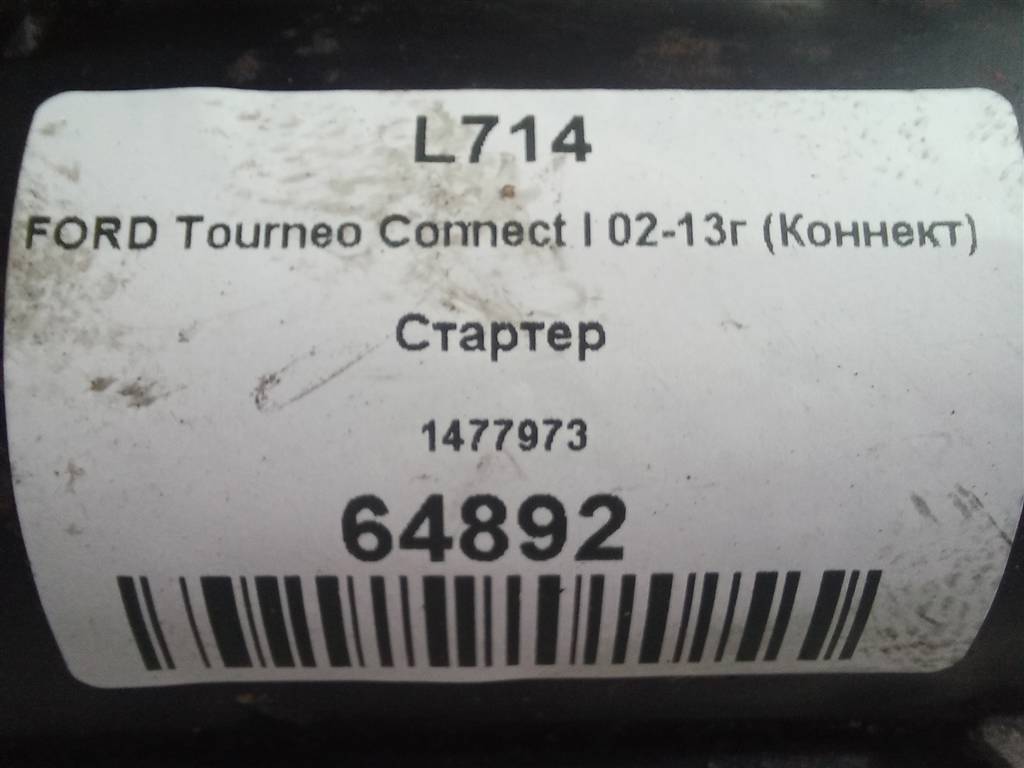 L714
FORD Tourneo Connect I 02-13г (Коннект)
Стартер
1477973
64892